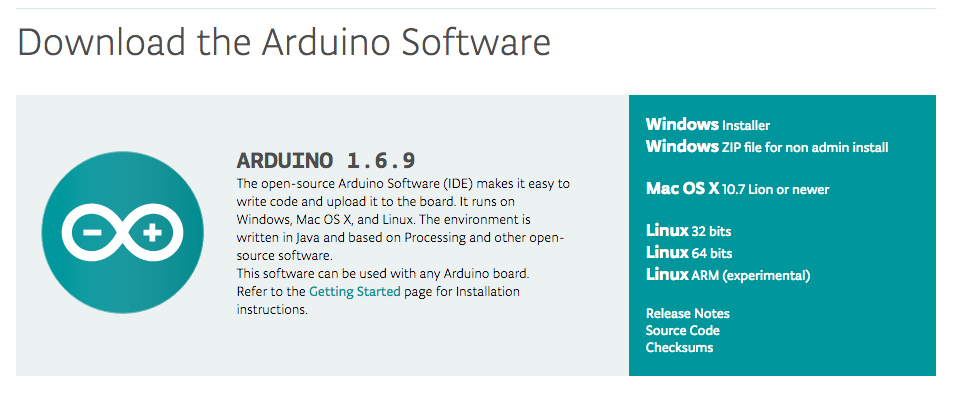 Download the Arduino Software
ARDUINO 1.6.9
The open-source Arduino Software (IDE) makes it easy to
write code and upload it to the board. It runs on
Windows, Mac OS X, and Linux. The environment is
written in Java and based on Processing and other open-
source software.
This software can be used with any Arduino board.
Refer to the Getting Started page for Installation
instructions.
Windows Installer
Windows ZIP file for non admin install
Mac OS X 10.7 Lion or newer
Linux 32 bits
Linux 64 bits
Linux ARM (experimental)
Release Notes
Source Code
Checksums